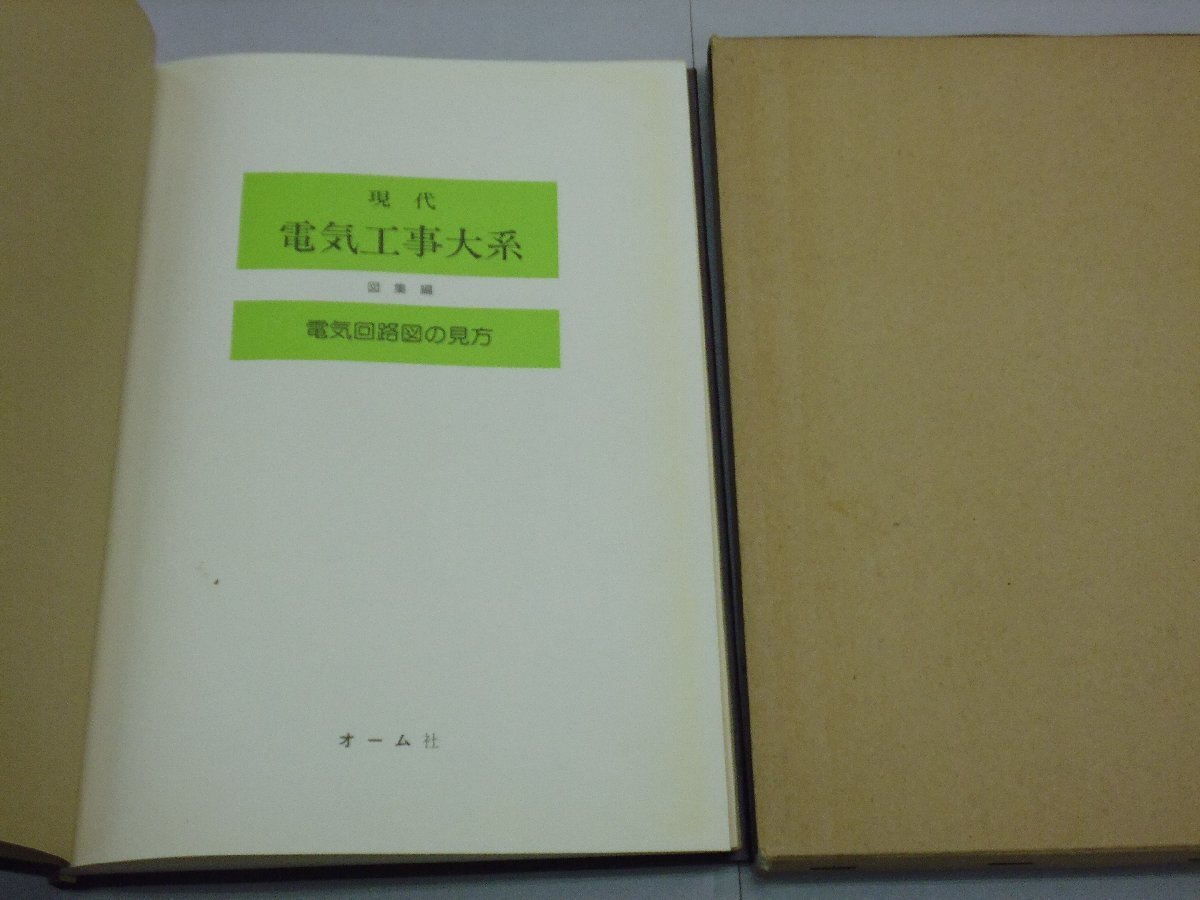 現代
電気工事大系
図集編
電気回路図の見方
オーム社